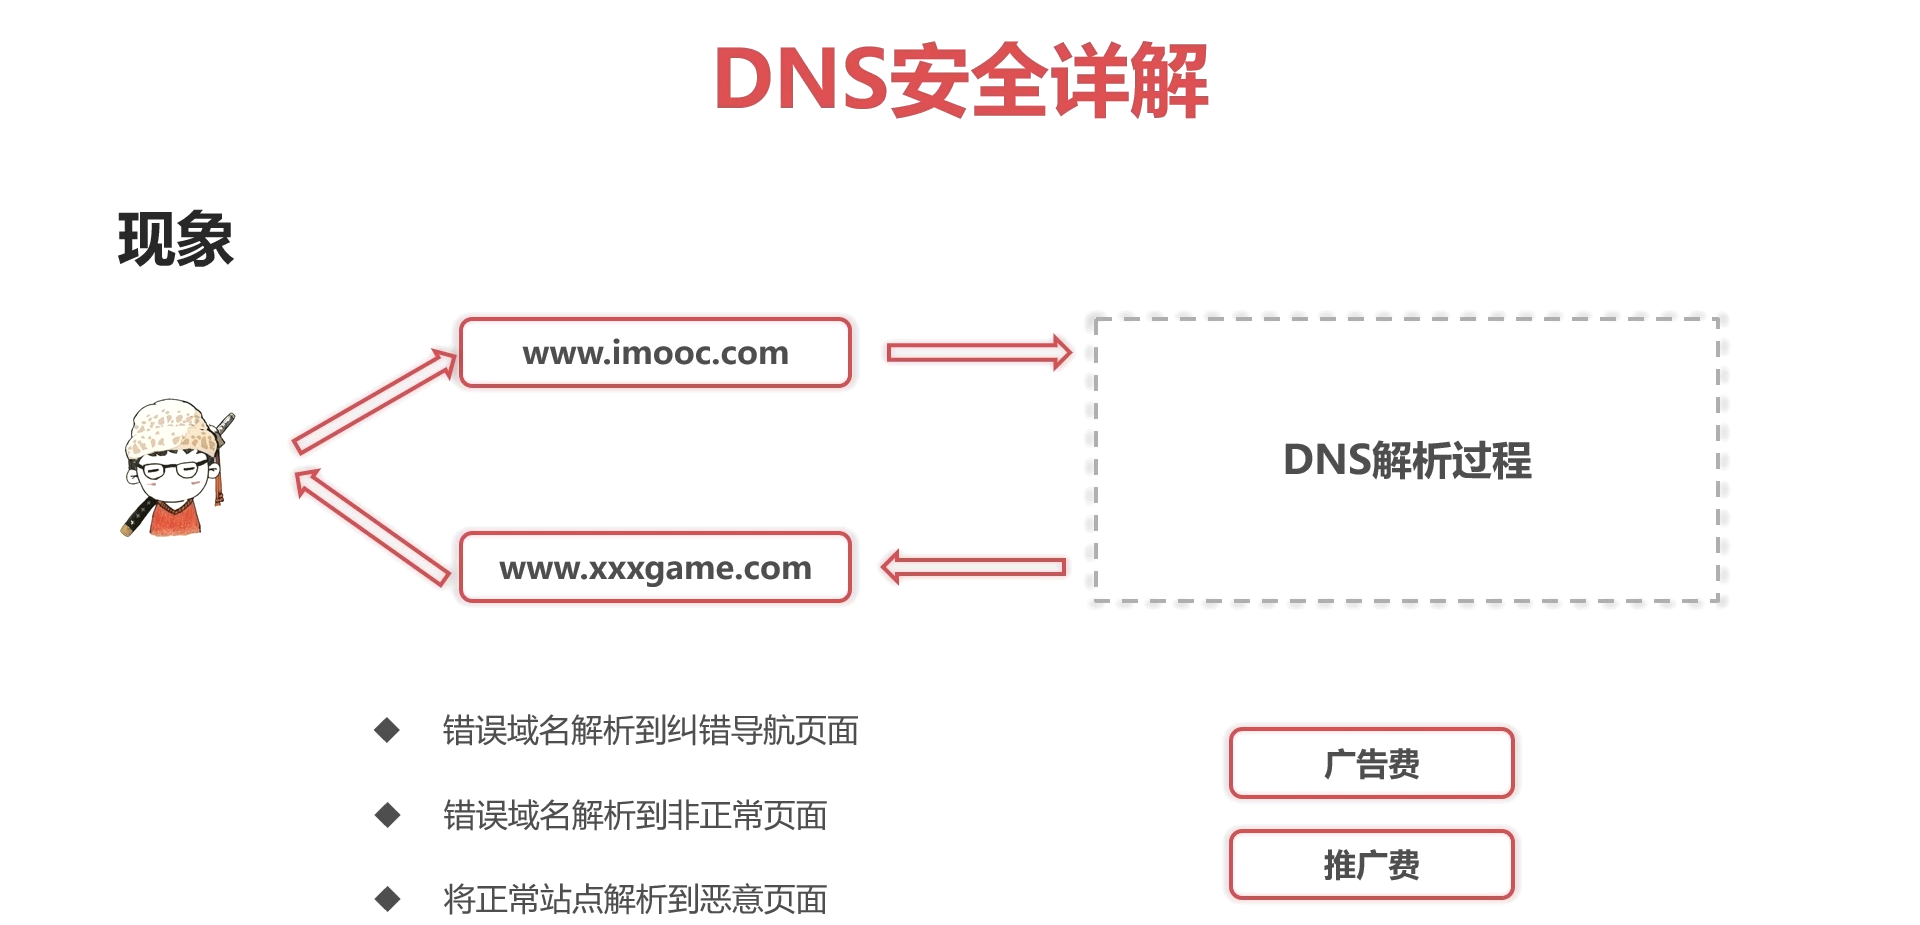 DNS安全详解
现象
www.imooc.com
DNS解析过程
www.xxxgame.com
错误域名解析到纠错导航页面
错误域名解析到非正常页面
将正常站点解析到恶意页面
广告费
推广费